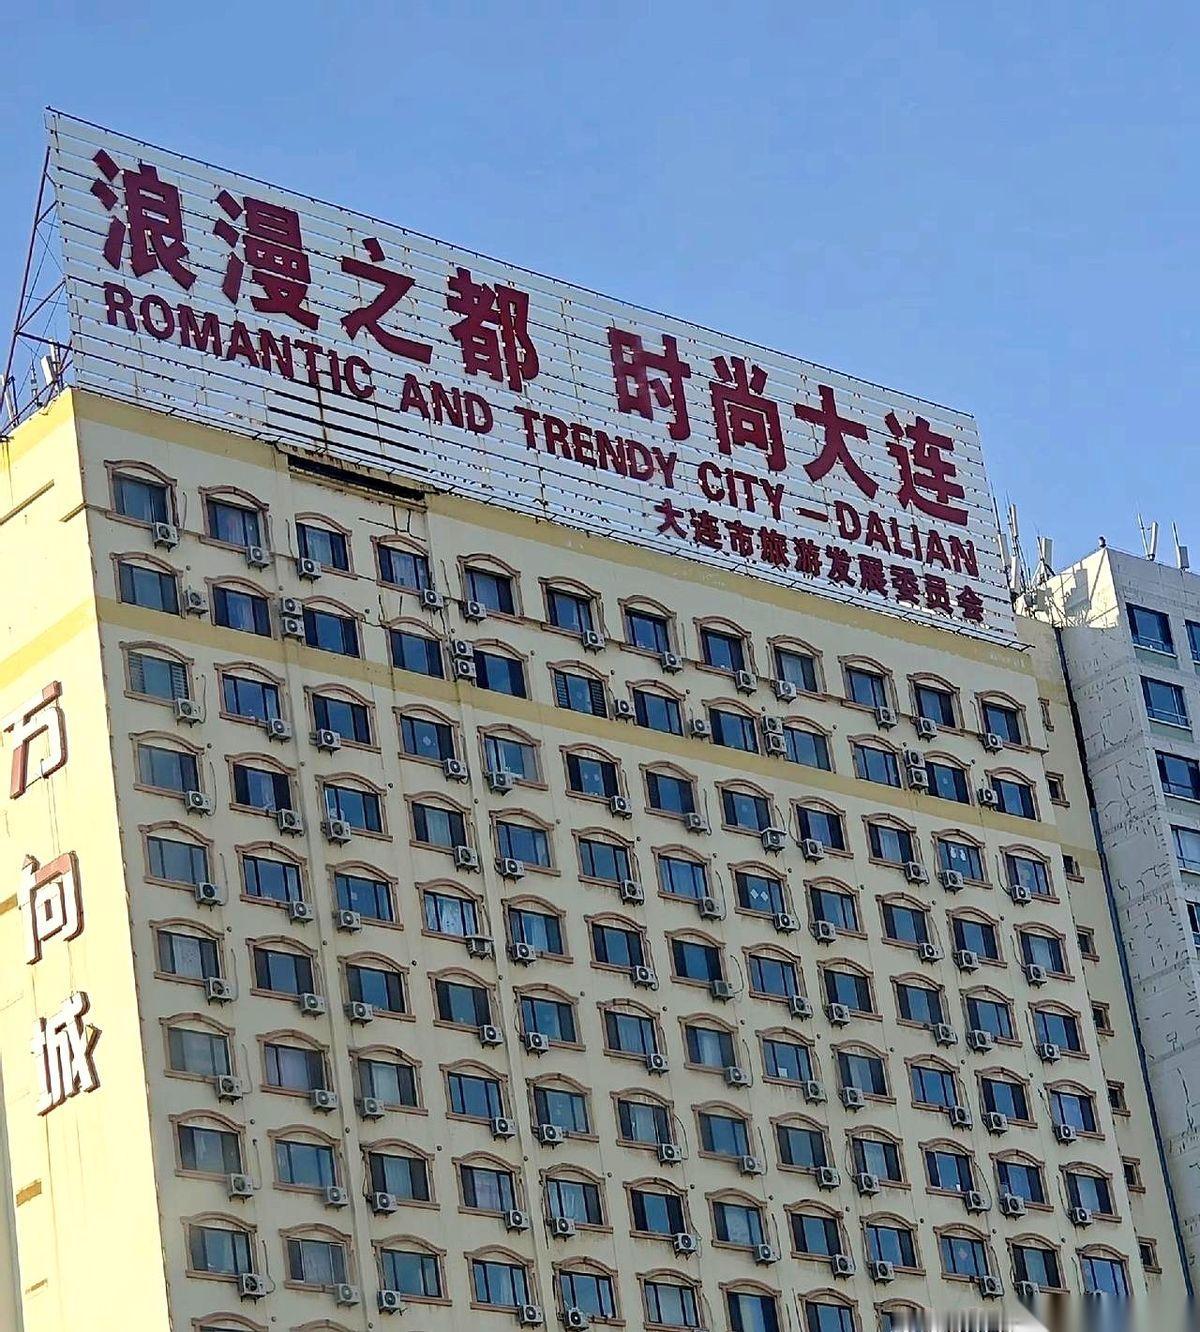 浪漫之都 时尚大连
ROMANTIC AND TRENDY CITY-DALIAN
大连市旅游发展委员会
方向城